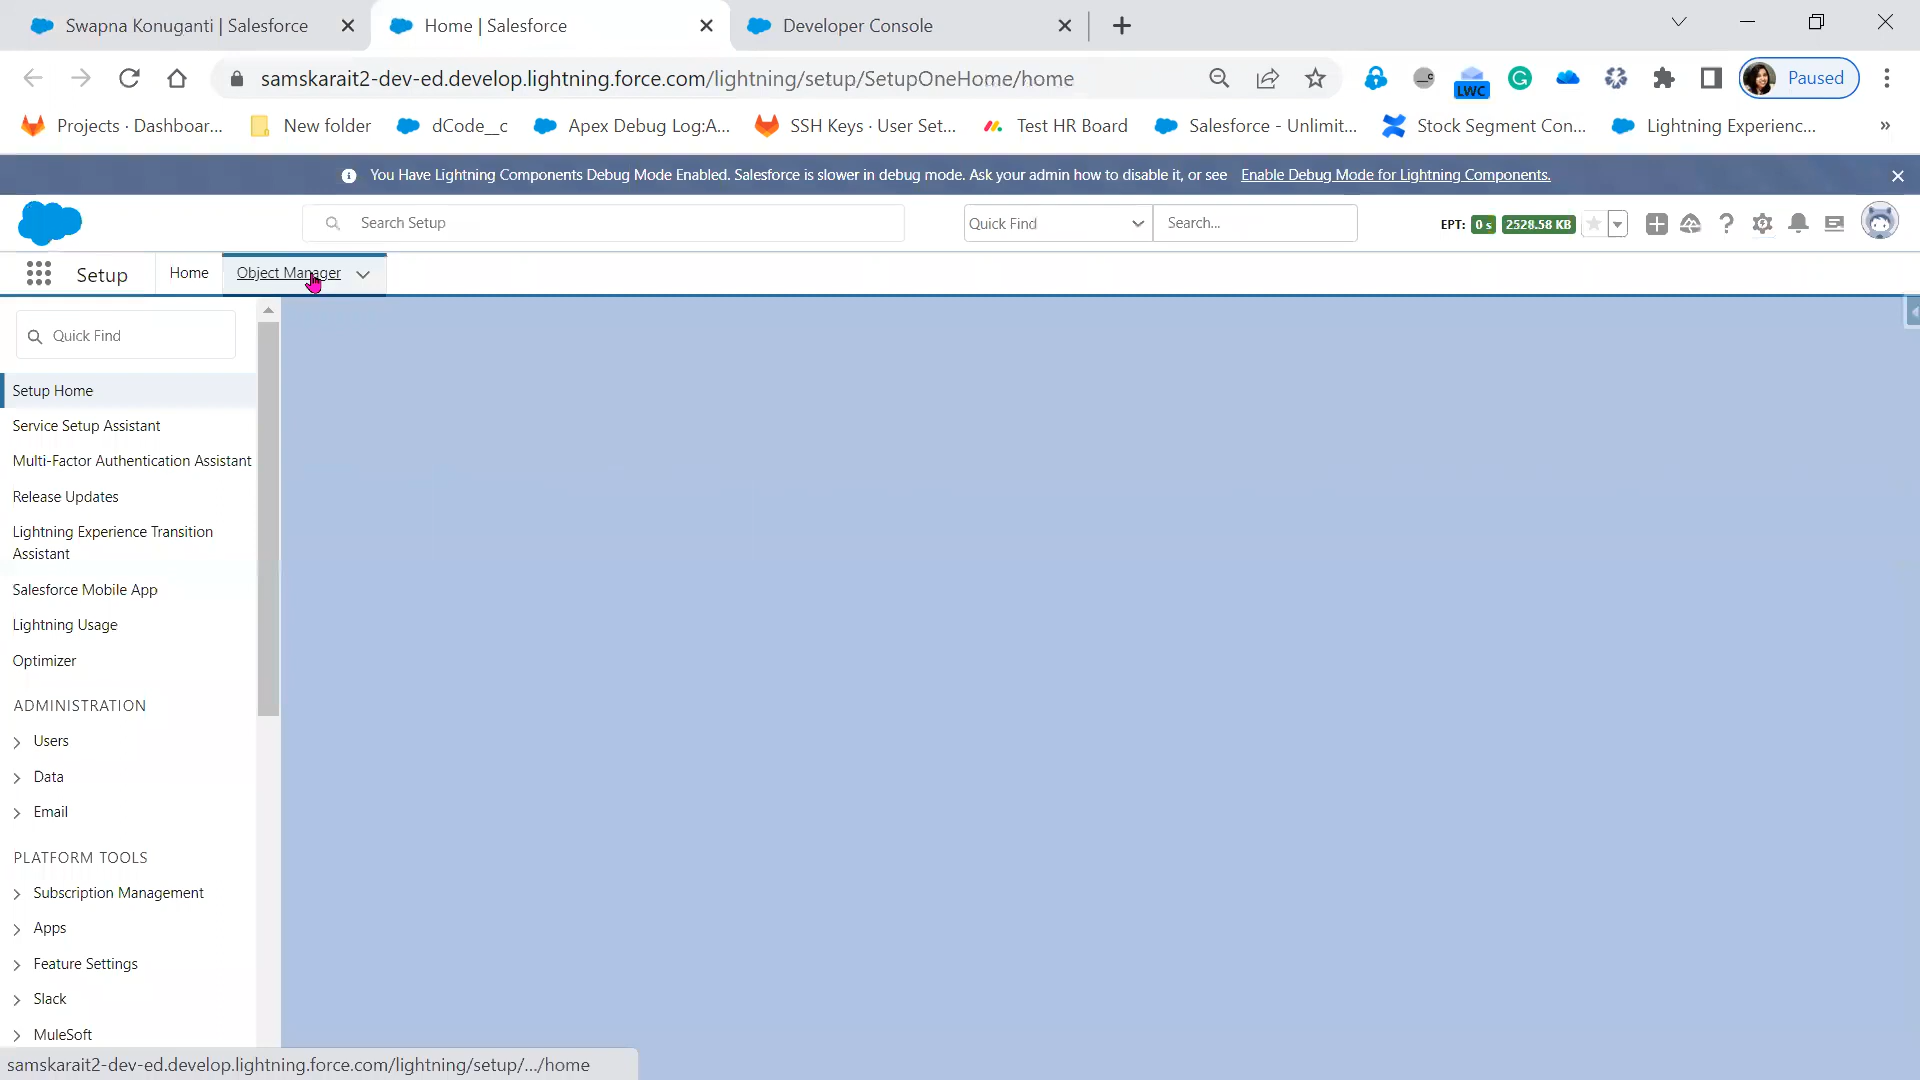 Swapna Konuganti | Salesforce
Home | Salesforce
Developer Console
samskarait2-dev-ed.develop.lightning.force.com/lightning/setup/SetupOneHome/home
LWC
Paused
Projects · Dashboar...
New folder
dCode__c
Apex Debug Log:A...
SSH Keys · User Set...
Test HR Board
Salesforce - Unlimit...
Stock Segment Con...
Lightning Experienc...
»
You Have Lightning Components Debug Mode Enabled. Salesforce is slower in debug mode. Ask your admin how to disable it, or see Enable Debug Mode for Lightning Components.
Search Setup
Quick Find
Search...
EPT: 0 s 2528.58 KB
Setup
Home
Object Manager
Quick Find
Setup Home
Service Setup Assistant
Multi-Factor Authentication Assistant
Release Updates
Lightning Experience Transition
Assistant
Salesforce Mobile App
Lightning Usage
Optimizer
ADMINISTRATION
Users
Data
Email
PLATFORM TOOLS
Subscription Management
Apps
Feature Settings
Slack
MuleSoft
samskarait2-dev-ed.develop.lightning.force.com/lightning/setup/.../home